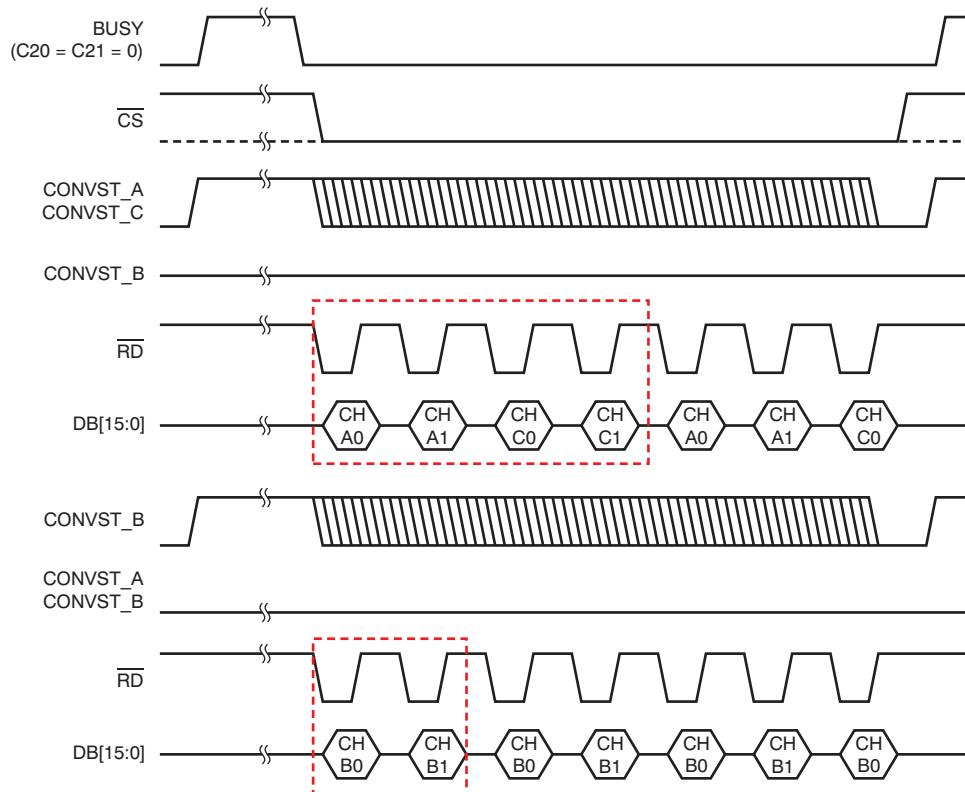 BUSY
(C20 = C21 = 0)
CS
CONVST_A
CONVST_C
CONVST_B
RD
DB[15:0]
CH A0
CH A1
CH C0
CH C1
CH A0
CH A1
CH C0
CONVST_B
CONVST_A
CONVST_B
RD
DB[15:0]
CH B0
CH B1
CH B0
CH B1
CH B0
CH B1
CH B0